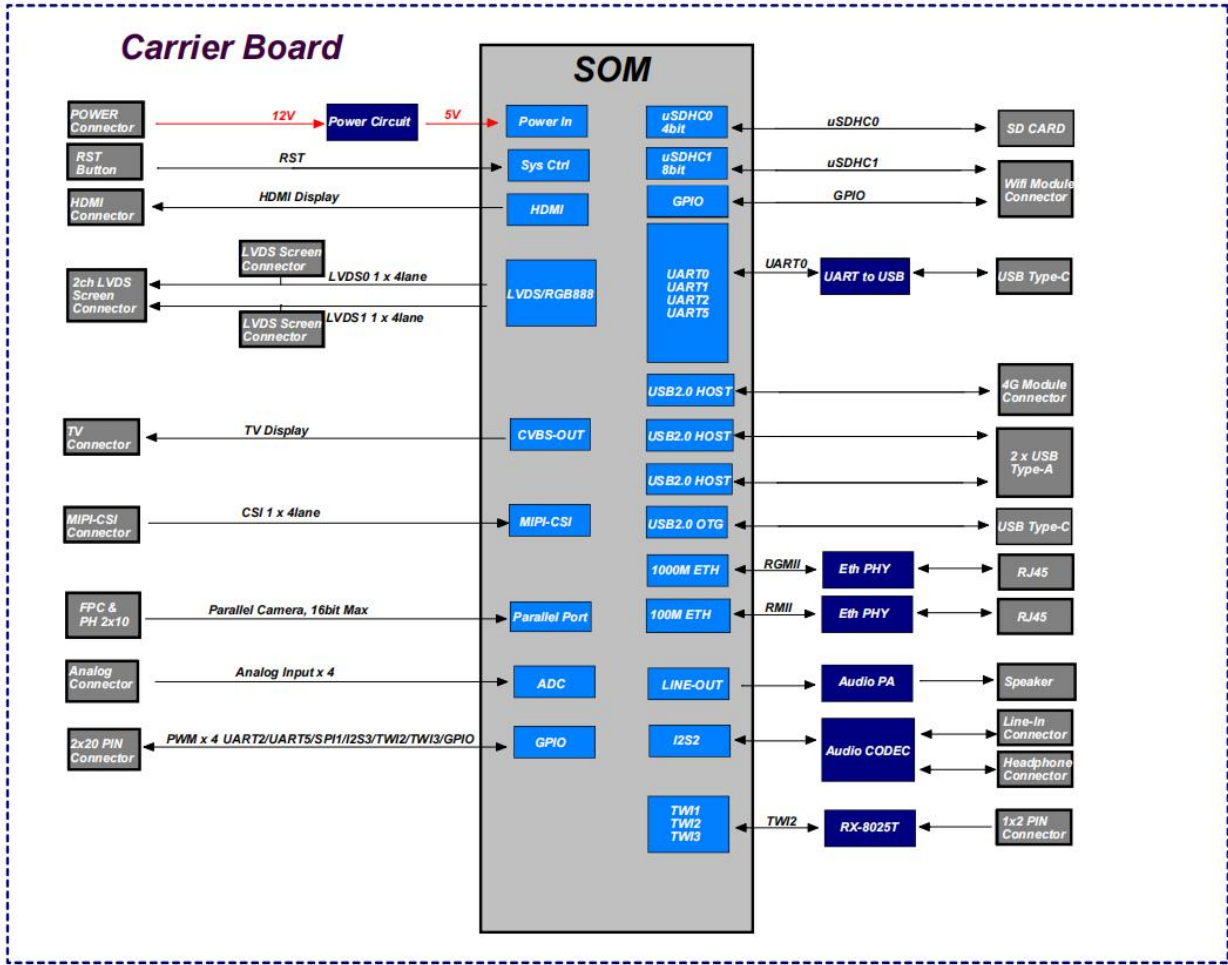 Carrier Board
SOM
POWER
Connector
12V
Power Circuit
5V
Power In
RST
Button
RST
Sys Ctrl
HDMI
Connector
HDMI Display
HDMI
LVDS Screen
Connector
2ch LVDS
Screen
Connector
LVDS0 1 x 4lane
LVDS/RGB888
LVDS1 1 x 4lane
LVDS Screen
Connector
TV
Connector
TV Display
CVBS-OUT
MIPI-CSI
Connector
CSI 1 x 4lane
MIPI-CSI
FPC &
PH 2x10
Parallel Camera, 16bit Max
Parallel Port
Analog
Connector
Analog Input x 4
ADC
2x20 PIN
Connector
PWM x 4 UART2/UART5/SPI1/I2S3/TWI2/TWI3/GPIO
GPIO
uSDHC0
4bit
uSDHC0
SD CARD
uSDHC1
8bit
uSDHC1
Wifi Module
Connector
GPIO
GPIO
UART0
UART1
UART2
UART5
UART0
UART to USB
USB Type-C
USB2.0 HOST
4G Module
Connector
USB2.0 HOST
2 x USB
Type-A
USB2.0 HOST
USB2.0 OTG
USB Type-C
1000M ETH
RGMII
Eth PHY
RJ45
100M ETH
RMII
Eth PHY
RJ45
LINE-OUT
Audio PA
Speaker
I2S2
Audio CODEC
Line-In
Connector
Headphone
Connector
TWI1
TWI2
TWI3
TWI2
RX-8025T
1x2 PIN
Connector